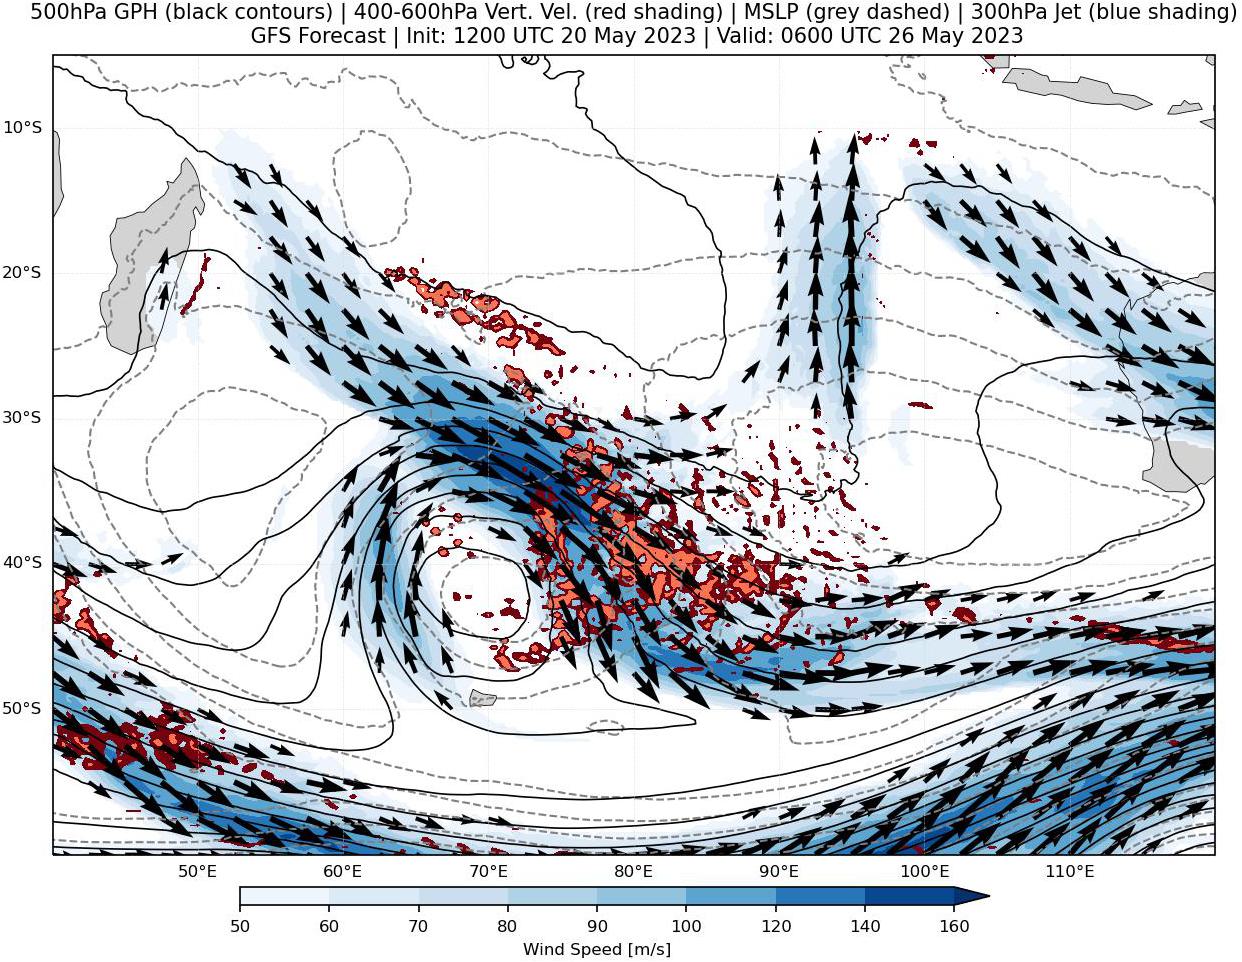 500hPa GPH (black contours) | 400-600hPa Vert. Vel. (red shading) | MSLP (grey dashed) | 300hPa Jet (blue shading)
GFS Forecast | Init: 1200 UTC 20 May 2023 | Valid: 0600 UTC 26 May 2023
10°S
20°S
30°S
40°S
50°S
50°E 60°E 70°E 80°E 90°E 100°E 110°E
50 60 70 80 90 100 120 140 160
Wind Speed [m/s]